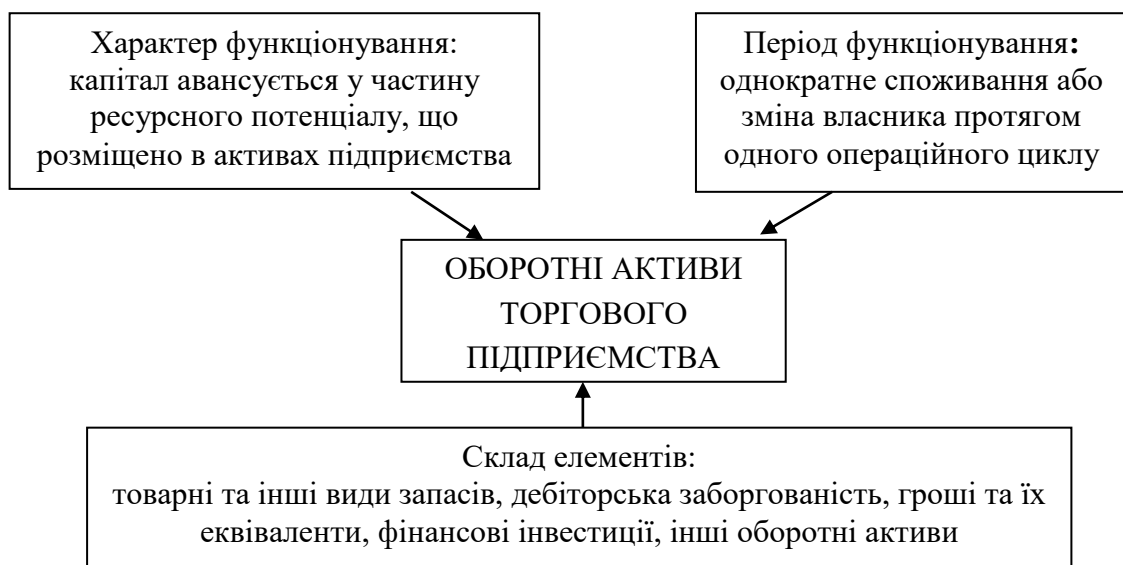 Характер функціонування:
капітал авансується у частину
ресурсного потенціалу, що
розміщено в активах підприємства
Період функціонування:
однократне споживання або
зміна власника протягом
одного операційного циклу
ОБОРОТНІ АКТИВИ
ТОРГОВОГО
ПІДПРИЄМСТВА
Склад елементів:
товарні та інші види запасів, дебіторська заборгованість, гроші та їх
еквіваленти, фінансові інвестиції, інші оборотні активи